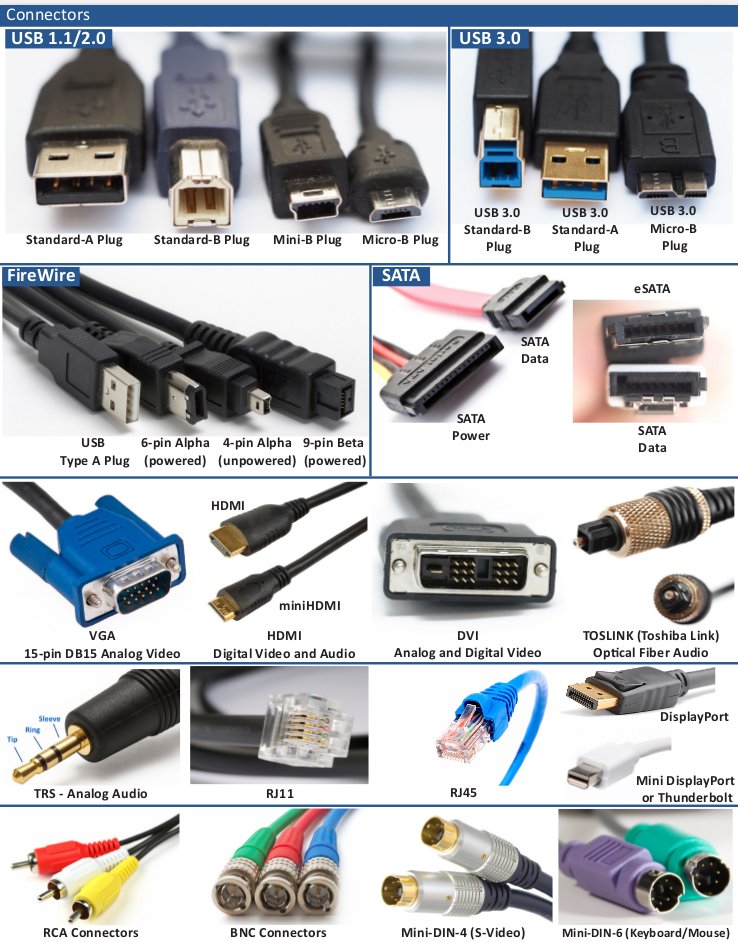 Connectors
USB 1.1/2.0
USB 3.0
Standard-A Plug
Standard-B Plug
Mini-B Plug
Micro-B Plug
USB 3.0
Standard-B
Plug
USB 3.0
Standard-A
Plug
USB 3.0
Micro-B
Plug
FireWire
SATA
USB
Type A Plug
6-pin Alpha
(powered)
4-pin Alpha
(unpowered)
9-pin Beta
(powered)
SATA
Data
SATA
Power
eSATA
SATA
Data
VGA
15-pin DB15 Analog Video
HDMI
miniHDMI
HDMI
Digital Video and Audio
DVI
Analog and Digital Video
TOSLINK (Toshiba Link)
Optical Fiber Audio
Sleeve
Ring
Tip
TRS - Analog Audio
RJ11
RJ45
DisplayPort
Mini DisplayPort
or Thunderbolt
RCA Connectors
BNC Connectors
Mini-DIN-4 (S-Video)
Mini-DIN-6 (Keyboard/Mouse)